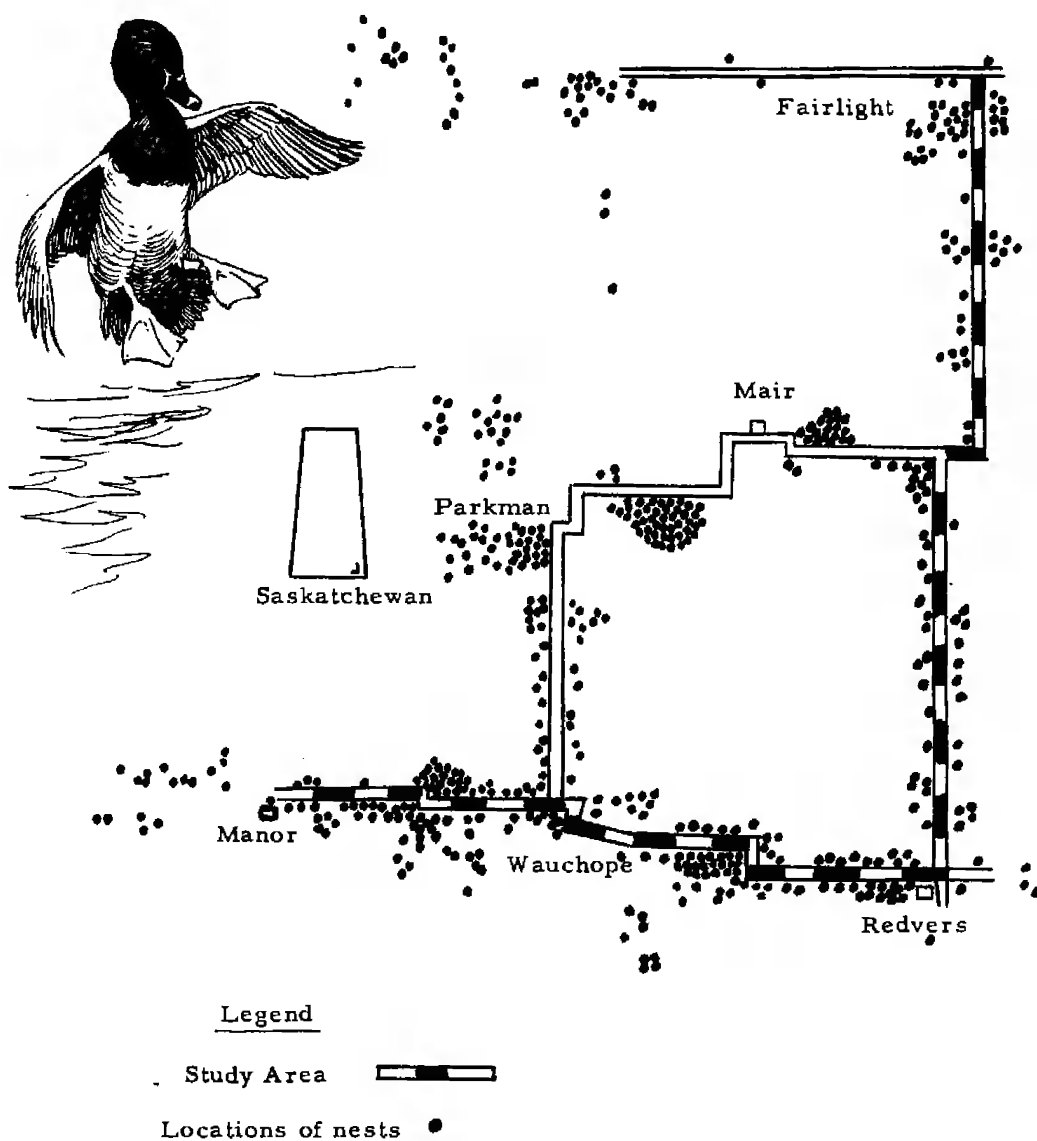 Fairlight
Mair
Parkman
Saskatchewan
Manor
Wauchope
Redvers
Legend
Study Area
Locations of nests